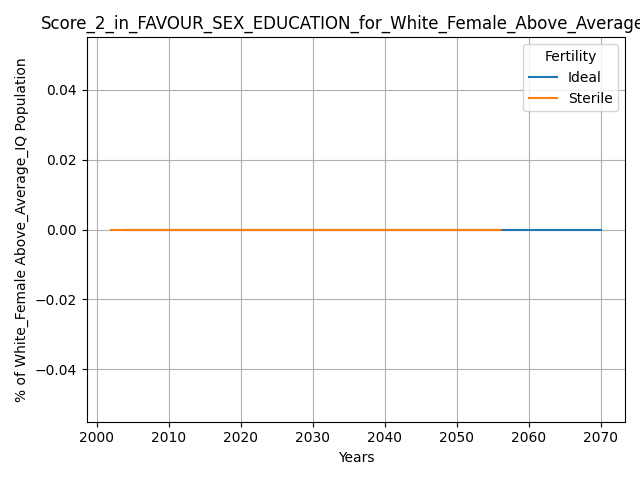 Score_2_in_FAVOUR_SEX_EDUCATION_for_White_Female_Above_Average
Fertility
Ideal
Sterile
% of White_Female Above_Average_IQ Population
0.04
0.02
0.00
−0.02
−0.04
2000 2010 2020 2030 2040 2050 2060 2070
Years